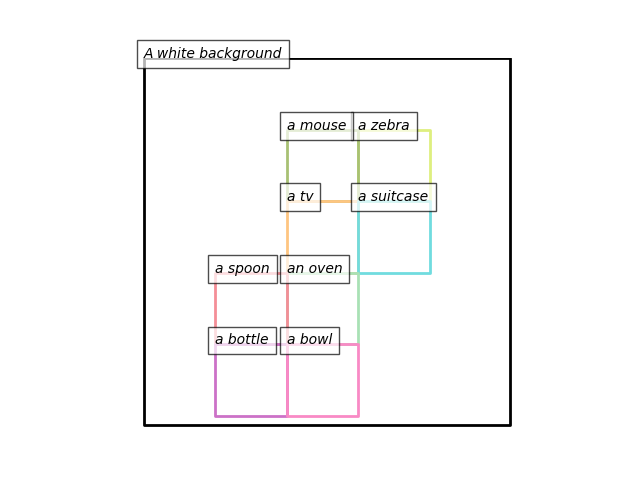 A white background
a mouse
a zebra
a tv
a suitcase
a spoon
an oven
a bottle
a bowl